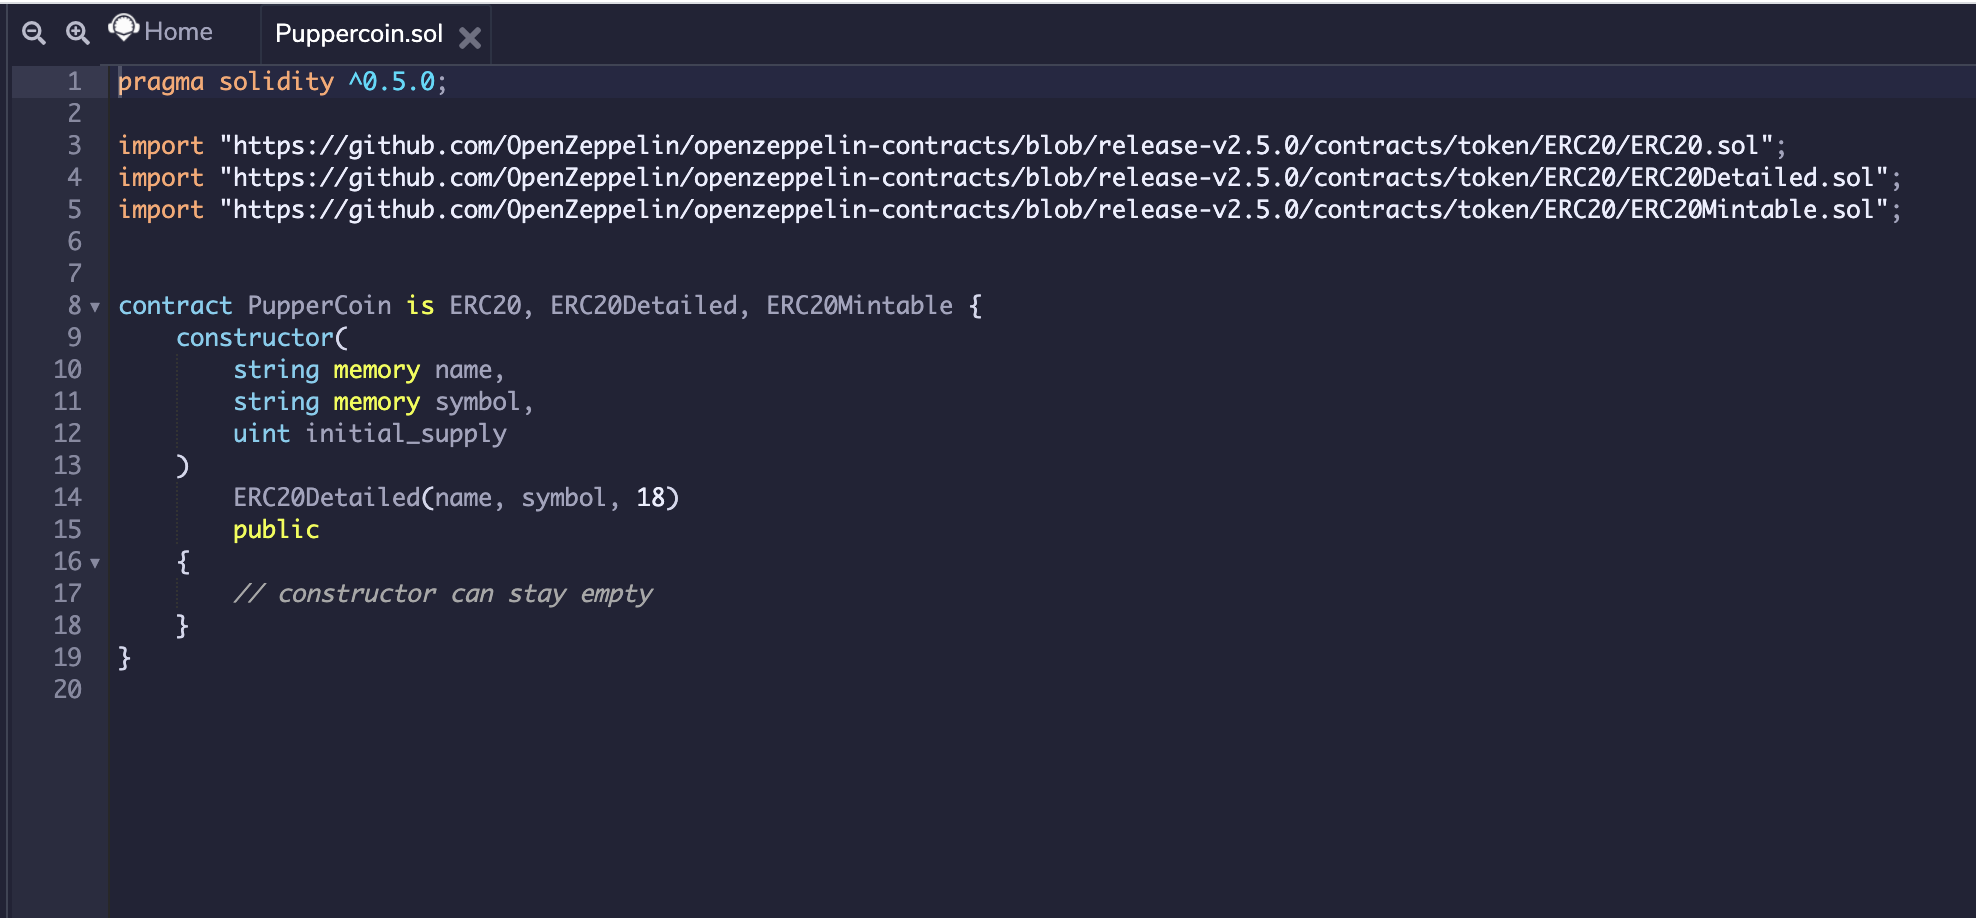 Home Puppercoin.sol
1 pragma solidity ^0.5.0;
2
3 import "https://github.com/OpenZeppelin/openzeppelin-contracts/blob/release-v2.5.0/contracts/token/ERC20/ERC20.sol";
4 import "https://github.com/OpenZeppelin/openzeppelin-contracts/blob/release-v2.5.0/contracts/token/ERC20/ERC20Detailed.sol";
5 import "https://github.com/OpenZeppelin/openzeppelin-contracts/blob/release-v2.5.0/contracts/token/ERC20/ERC20Mintable.sol";
6
7
8 contract PupperCoin is ERC20, ERC20Detailed, ERC20Mintable {
9     constructor(
10         string memory name,
11         string memory symbol,
12         uint initial_supply
13     )
14         ERC20Detailed(name, symbol, 18)
15         public
16     {
17         // constructor can stay empty
18     }
19 }
20